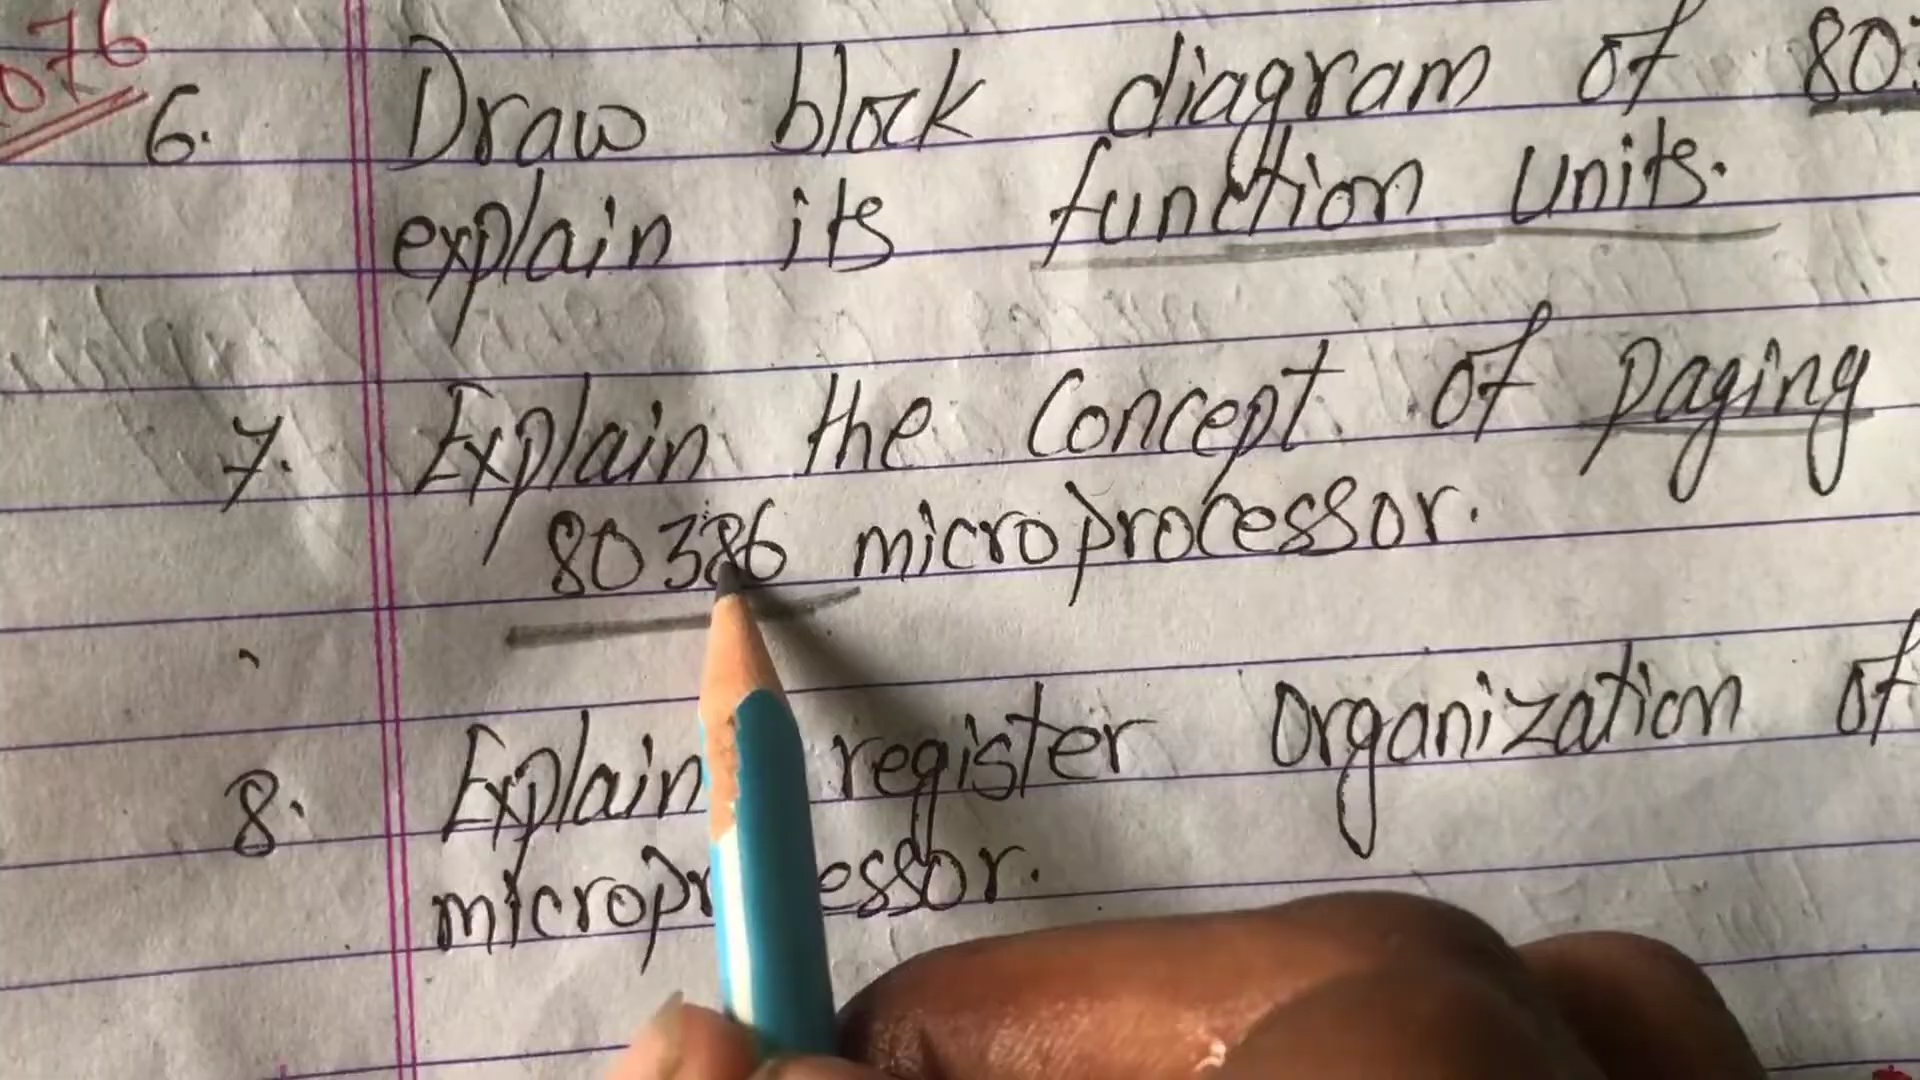 076
6. Draw block diagram of 80
explain its function units.
7. Explain the concept of paging
80386 microprocessor.
8. Explain register organization of
microprocessor.